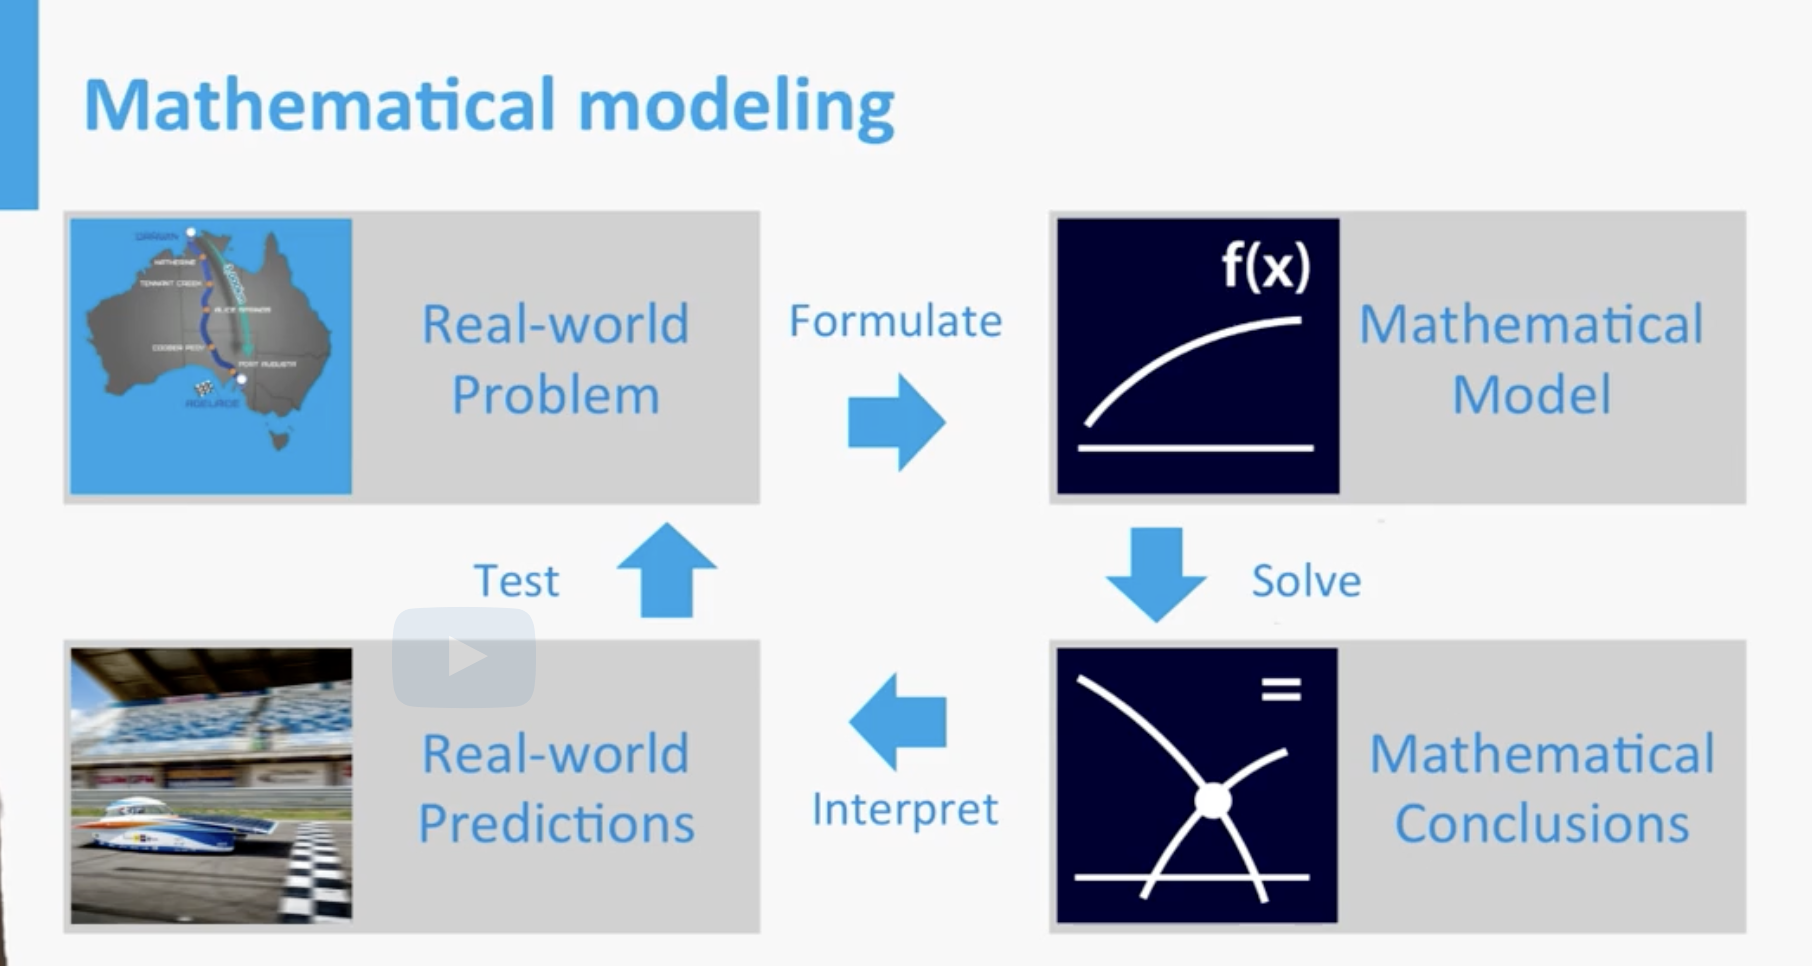 Mathematical modeling
DARWIN
KATHERINE
TENNANT CREEK
ALICE SPRINGS
COOBER PEDY
PORT AUGUSTA
ADELAIDE
Real-world
Problem
Formulate
f(x)
Mathematical
Model
Test
Solve
Real-world
Predictions
Interpret
=
Mathematical
Conclusions